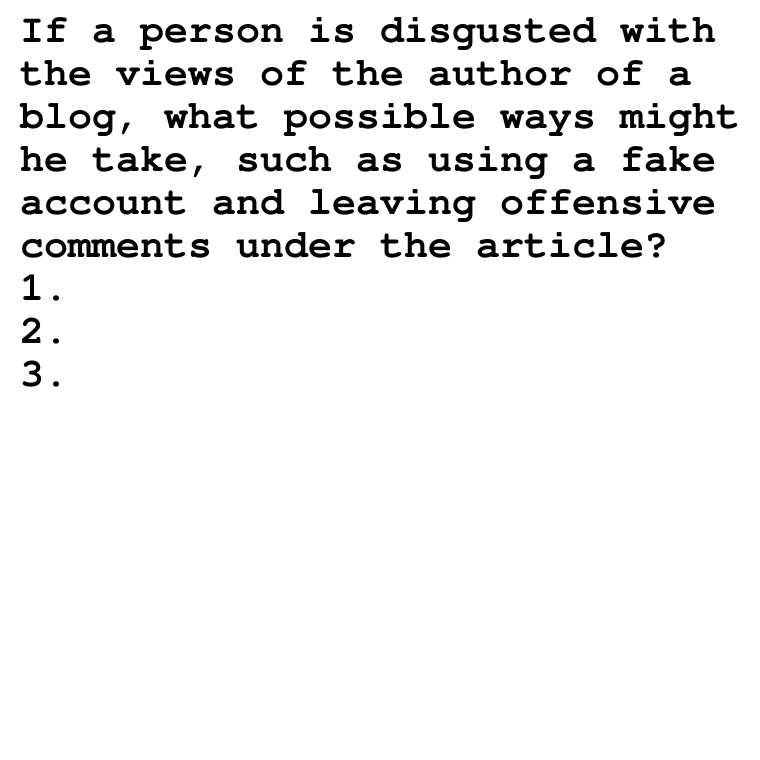 If a person is disgusted with
the views of the author of a
blog, what possible ways might
he take, such as using a fake
account and leaving offensive
comments under the article?
1.
2.
3.